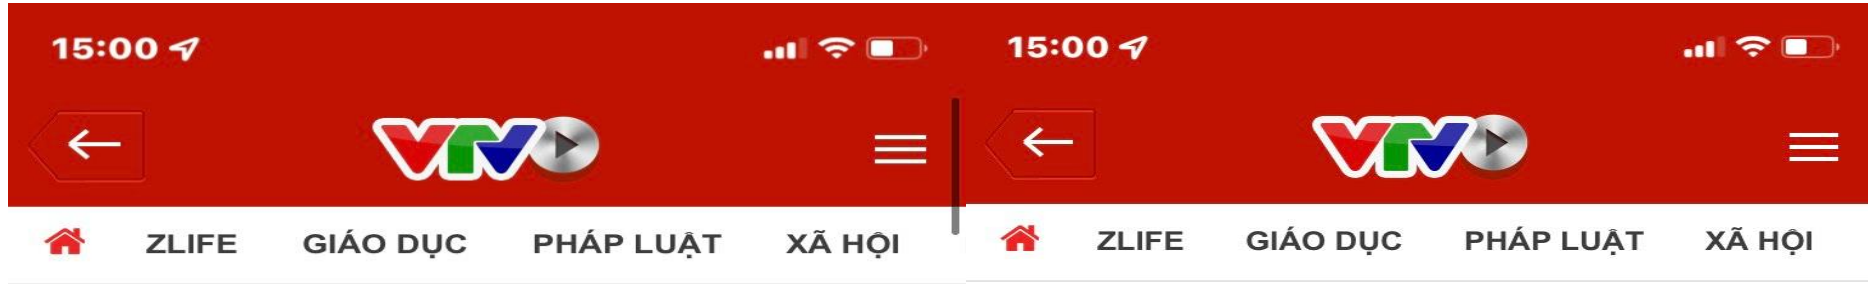 15:00
VTV
ZLIFE GIÁO DỤC PHÁP LUẬT XÃ HỘI
15:00
VTV
ZLIFE GIÁO DỤC PHÁP LUẬT XÃ HỘI